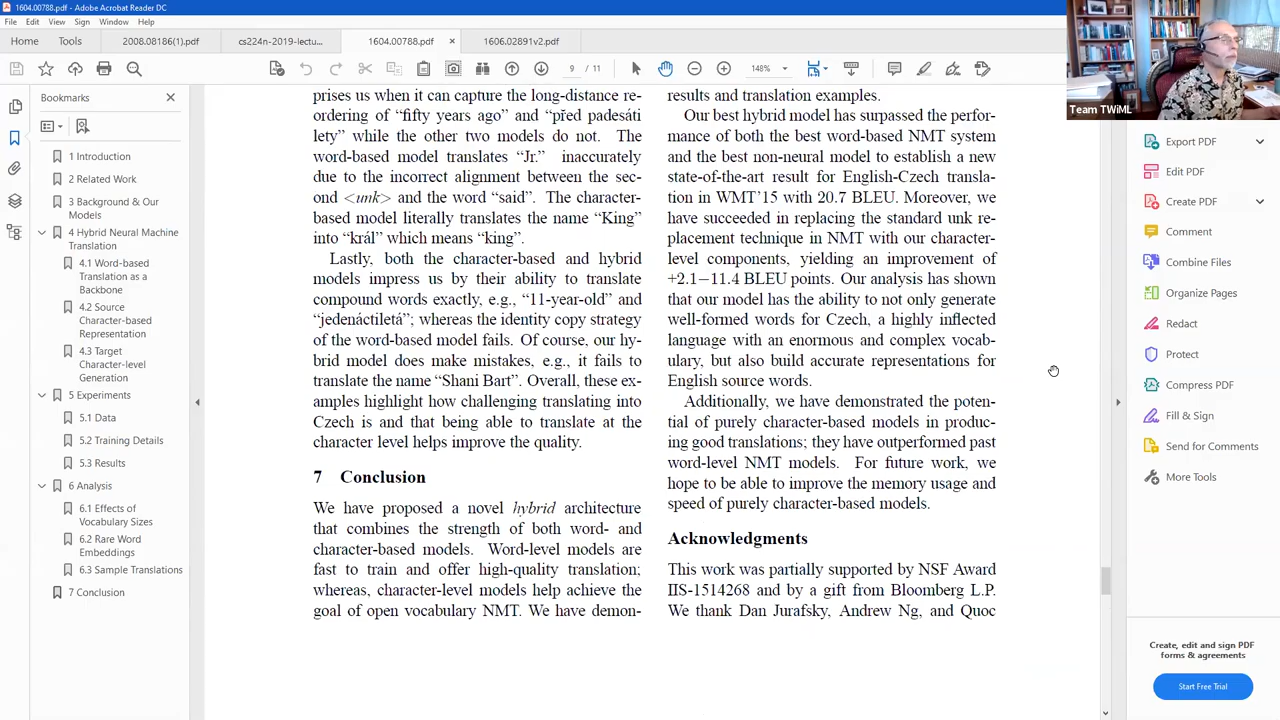 1604.00788.pdf - Adobe Acrobat Reader DC
File Edit View Sign Window Help
Home Tools 2008.08186(1).pdf cs224n-2019-lectu... 1604.00788.pdf × 1606.02891v2.pdf
9 / 11 148%
Team TWiML
Bookmarks
1 Introduction
2 Related Work
3 Background & Our
Models
4 Hybrid Neural Machine
Translation
4.1 Word-based
Translation as a
Backbone
4.2 Source
Character-based
Representation
4.3 Target
Character-level
Generation
5 Experiments
5.1 Data
5.2 Training Details
5.3 Results
6 Analysis
6.1 Effects of
Vocabulary Sizes
6.2 Rare Word
Embeddings
6.3 Sample Translations
7 Conclusion
prises us when it can capture the long-distance re-
ordering of “fifty years ago” and “před padesáti
lety” while the other two models do not. The
word-based model translates “Jr.” inaccurately
due to the incorrect alignment between the sec-
ond <unk> and the word “said”. The character-
based model literally translates the name “King”
into “král” which means “king”.
Lastly, both the character-based and hybrid
models impress us by their ability to translate
compound words exactly, e.g., “11-year-old” and
“jedenáctiletá”; whereas the identity copy strategy
of the word-based model fails. Of course, our hy-
brid model does make mistakes, e.g., it fails to
translate the name “Shani Bart”. Overall, these ex-
amples highlight how challenging translating into
Czech is and that being able to translate at the
character level helps improve the quality.
7 Conclusion
We have proposed a novel hybrid architecture
that combines the strength of both word- and
character-based models. Word-level models are
fast to train and offer high-quality translation;
whereas, character-level models help achieve the
goal of open vocabulary NMT. We have demon-
results and translation examples.
Our best hybrid model has surpassed the perfor-
mance of both the best word-based NMT system
and the best non-neural model to establish a new
state-of-the-art result for English-Czech transla-
tion in WMT’15 with 20.7 BLEU. Moreover, we
have succeeded in replacing the standard unk re-
placement technique in NMT with our character-
level components, yielding an improvement of
+2.1−11.4 BLEU points. Our analysis has shown
that our model has the ability to not only generate
well-formed words for Czech, a highly inflected
language with an enormous and complex vocab-
ulary, but also build accurate representations for
English source words.
Additionally, we have demonstrated the poten-
tial of purely character-based models in produc-
ing good translations; they have outperformed past
word-level NMT models. For future work, we
hope to be able to improve the memory usage and
speed of purely character-based models.
Acknowledgments
This work was partially supported by NSF Award
IIS-1514268 and by a gift from Bloomberg L.P.
We thank Dan Jurafsky, Andrew Ng, and Quoc
Export PDF
Edit PDF
Create PDF
Comment
Combine Files
Organize Pages
Redact
Protect
Compress PDF
Fill & Sign
Send for Comments
More Tools
Create, edit and sign PDF
forms & agreements
Start Free Trial